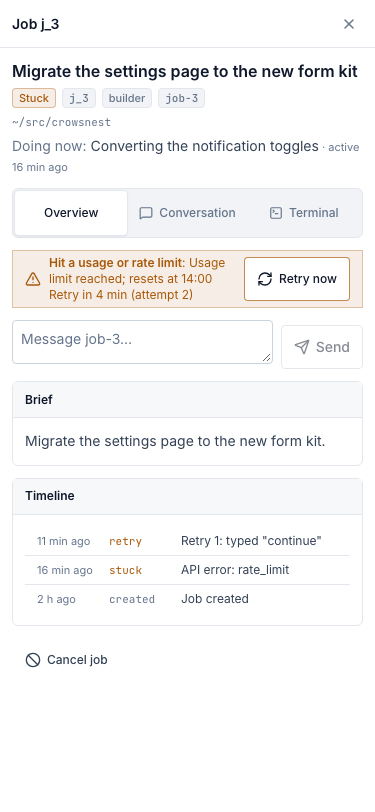 Job j_3
Migrate the settings page to the new form kit
Stuck j_3 builder job-3
~/src/crowsnest
Doing now: Converting the notification toggles · active
16 min ago
Overview Conversation Terminal
Hit a usage or rate limit: Usage
limit reached; resets at 14:00
Retry in 4 min (attempt 2)
Retry now
Message job-3...
Send
Brief
Migrate the settings page to the new form kit.
Timeline
11 min ago retry Retry 1: typed "continue"
16 min ago stuck API error: rate_limit
2 h ago created Job created
Cancel job